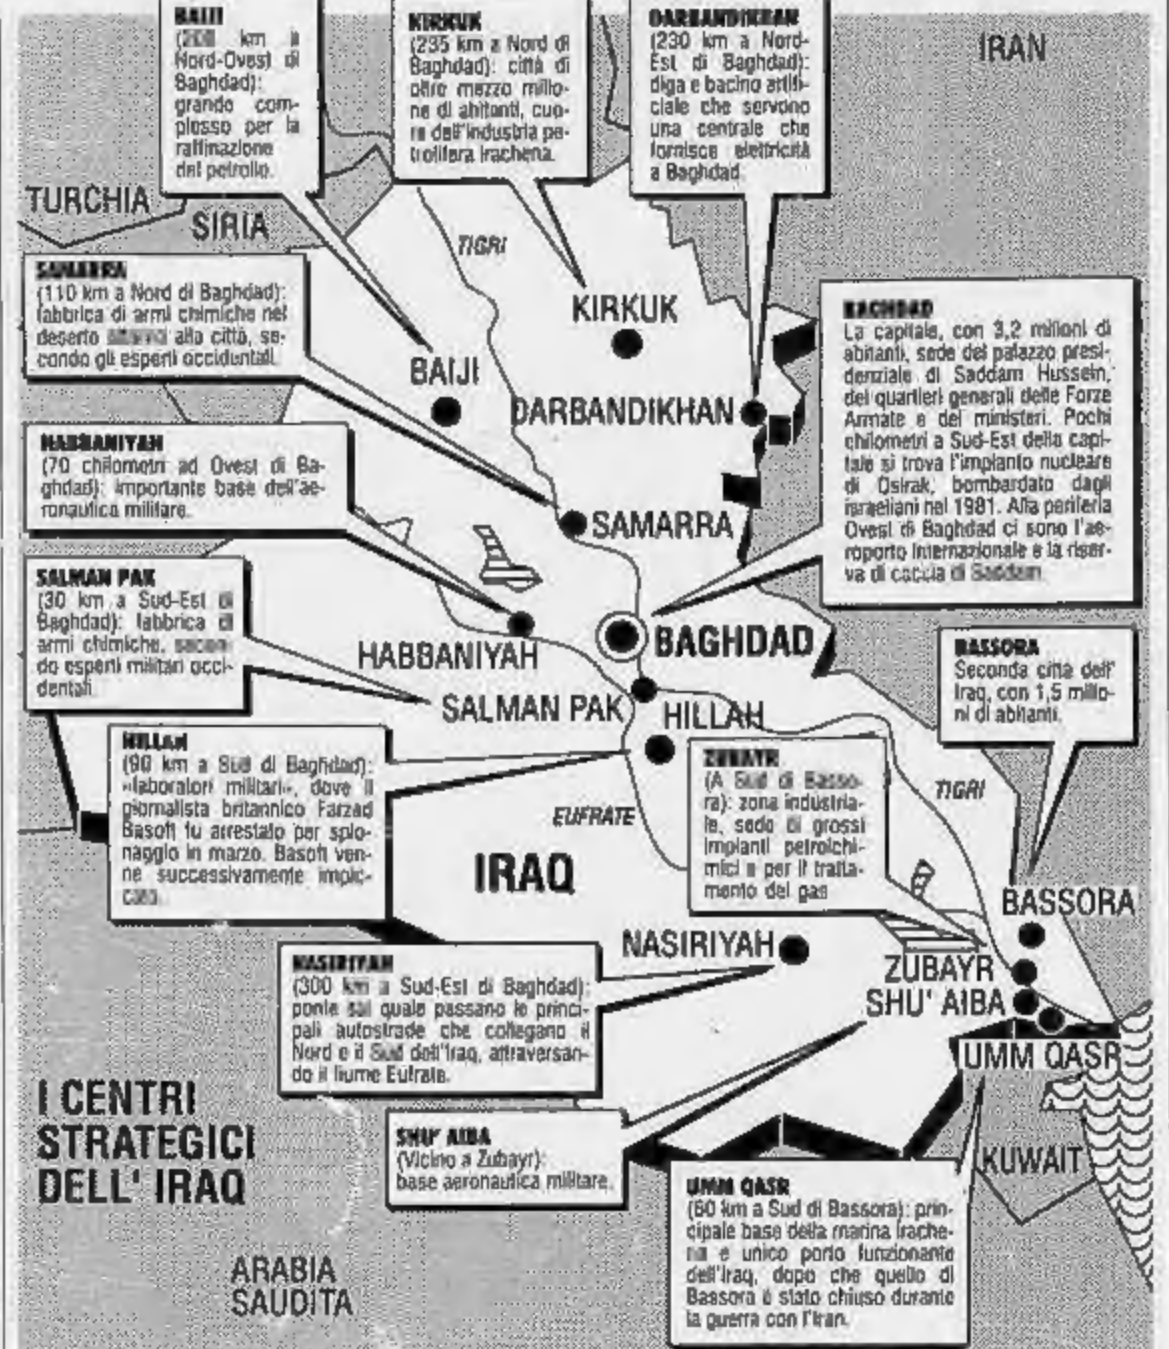 BAIJI
(200 km a
Nord-Ovest di
Baghdad):
grande com-
plesso per la
raffinazione
del petrolio.
KIRKUK
(235 km a Nord di
Baghdad): città di
oltre mezzo milio-
ne di abitanti, cuo-
re dell'industria pe-
trolifera irachena.
DARBANDIKHAN
(230 km a Nord-
Est di Baghdad):
diga e bacino artifi-
ciale che servono
una centrale che
fornisce elettricità
a Baghdad.
IRAN
TURCHIA
SIRIA
TIGRI
SAMARRA
(110 km a Nord di Baghdad):
fabbrica di armi chimiche nel
deserto attorno alla città, se-
condo gli esperti occidentali.
KIRKUK
BAIJI
DARBANDIKHAN
BAGHDAD
La capitale, con 3,2 milioni di
abitanti, sede del palazzo presi-
denziale di Saddam Hussein,
dei quartieri generali delle Forze
Armate e dei ministeri. Pochi
chilometri a Sud-Est della capi-
tale si trova l'impianto nucleare
di Osirak, bombardato dagli
israeliani nel 1981. Alla periferia
Ovest di Baghdad ci sono l'ae-
roporto internazionale e la riser-
va di caccia di Saddam.
HABBANIYAH
(70 chilometri ad Ovest di Ba-
ghdad): importante base dell'ae-
ronautica militare.
SAMARRA
SALMAN PAK
(30 km a Sud-Est di
Baghdad): fabbrica di
armi chimiche, secon-
do esperti militari occi-
dentali.
HABBANIYAH
BAGHDAD
SALMAN PAK
HILLAH
BASSORA
Seconda città dell'
Iraq, con 1,5 milio-
ni di abitanti.
HILLAH
(90 km a Sud di Baghdad):
«laboratori militari», dove il
giornalista britannico Farzad
Basoft fu arrestato per spio-
naggio in marzo. Basoft ven-
ne successivamente impic-
cato.
ZUBAYR
(A Sud di Basso-
ra): zona industria-
le, sede di grossi
impianti petrolchi-
mici e per il tratta-
mento del gas
TIGRI
EUFRATE
IRAQ
BASSORA
NASIRIYAH
ZUBAYR
SHU' AIBA
UMM QASR
NASIRIYAH
(300 km a Sud-Est di Baghdad):
ponte sul quale passano le princi-
pali autostrade che collegano il
Nord e il Sud dell'Iraq, attraversan-
do il fiume Eufrate.
I CENTRI
STRATEGICI
DELL' IRAQ
SHU' AIBA
(Vicino a Zubayr):
base aeronautica militare.
KUWAIT
UMM QASR
(60 km a Sud di Bassora): prin-
cipale base della marina irache-
na e unico porto funzionante
dell'Iraq, dopo che quello di
Bassora è stato chiuso durante
la guerra con l'Iran.
ARABIA
SAUDITA